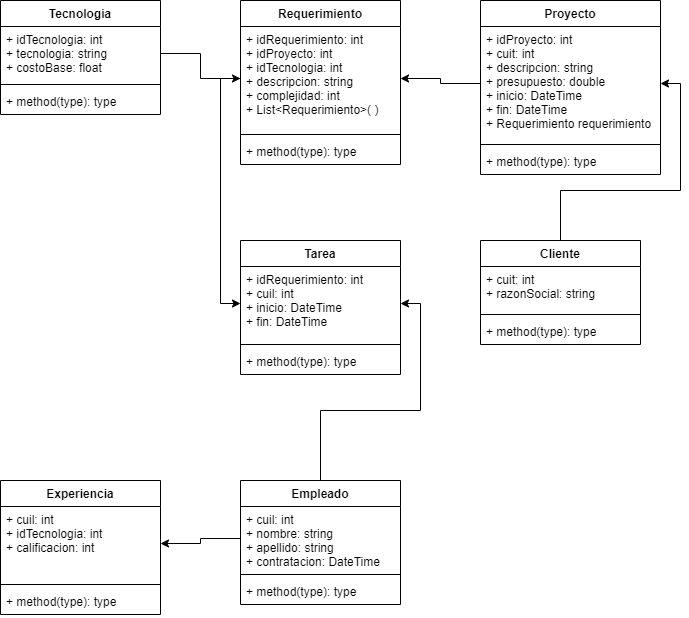 Tecnologia
+ idTecnologia: int
+ tecnologia: string
+ costoBase: float
+ method(type): type
Requerimiento
+ idRequerimiento: int
+ idProyecto: int
+ idTecnologia: int
+ descripcion: string
+ complejidad: int
+ List<Requerimiento>( )
+ method(type): type
Proyecto
+ idProyecto: int
+ cuit: int
+ descripcion: string
+ presupuesto: double
+ inicio: DateTime
+ fin: DateTime
+ Requerimiento requerimiento
+ method(type): type
Tarea
+ idRequerimiento: int
+ cuil: int
+ inicio: DateTime
+ fin: DateTime
+ method(type): type
Cliente
+ cuit: int
+ razonSocial: string
+ method(type): type
Experiencia
+ cuil: int
+ idTecnologia: int
+ calificacion: int
+ method(type): type
Empleado
+ cuil: int
+ nombre: string
+ apellido: string
+ contratacion: DateTime
+ method(type): type